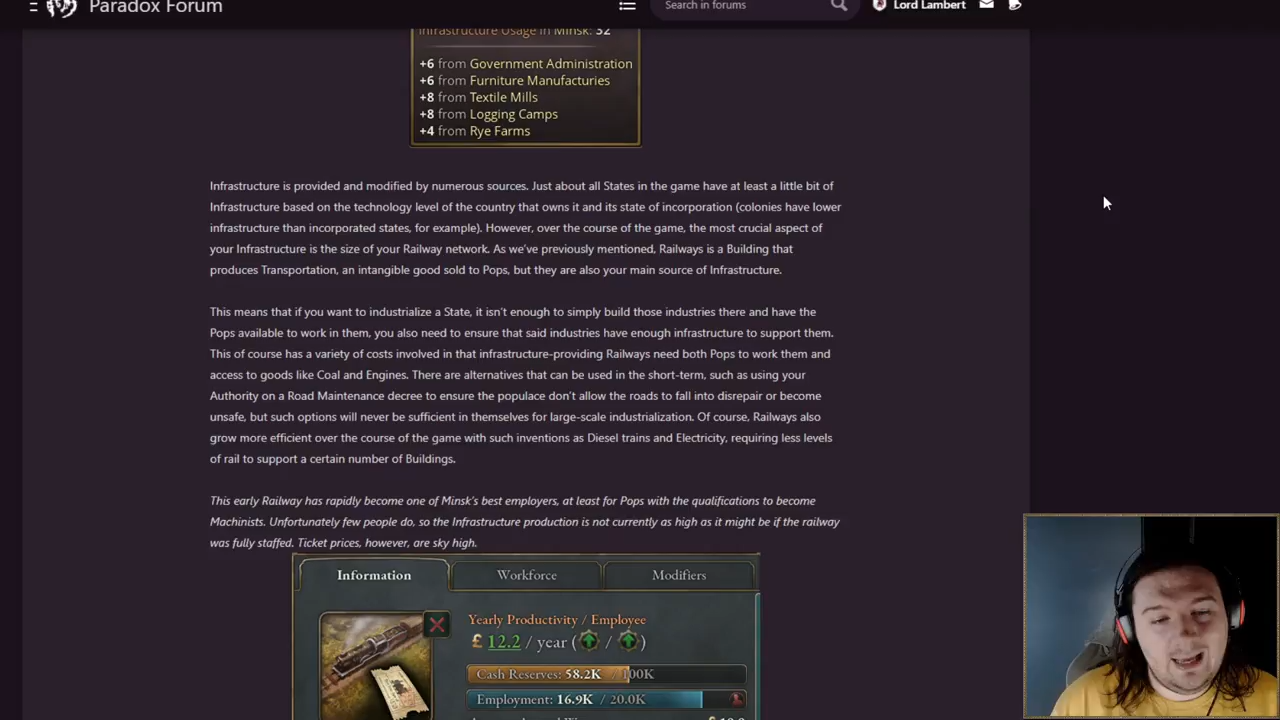 Paradox Forum
Search in forums
Lord Lambert
Infrastructure Usage in Minsk: 32
+6 from Government Administration
+6 from Furniture Manufacturies
+8 from Textile Mills
+8 from Logging Camps
+4 from Rye Farms
Infrastructure is provided and modified by numerous sources. Just about all States in the game have at least a little bit of
Infrastructure based on the technology level of the country that owns it and its state of incorporation (colonies have lower
infrastructure than incorporated states, for example). However, over the course of the game, the most crucial aspect of
your Infrastructure is the size of your Railway network. As we've previously mentioned, Railways is a Building that
produces Transportation, an intangible good sold to Pops, but they are also your main source of Infrastructure.
This means that if you want to industrialize a State, it isn't enough to simply build those industries there and have the
Pops available to work in them, you also need to ensure that said industries have enough infrastructure to support them.
This of course has a variety of costs involved in that infrastructure-providing Railways need both Pops to work them and
access to goods like Coal and Engines. There are alternatives that can be used in the short-term, such as using your
Authority on a Road Maintenance decree to ensure the populace don't allow the roads to fall into disrepair or become
unsafe, but such options will never be sufficient in themselves for large-scale industrialization. Of course, Railways also
grow more efficient over the course of the game with such inventions as Diesel trains and Electricity, requiring less levels
of rail to support a certain number of Buildings.
This early Railway has rapidly become one of Minsk's best employers, at least for Pops with the qualifications to become
Machinists. Unfortunately few people do, so the Infrastructure production is not currently as high as it might be if the railway
was fully staffed. Ticket prices, however, are sky high.
Information Workforce Modifiers
Yearly Productivity / Employee
£ 12.2 / year ( / )
Cash Reserves: 58.2K / 100K
Employment: 16.9K / 20.0K